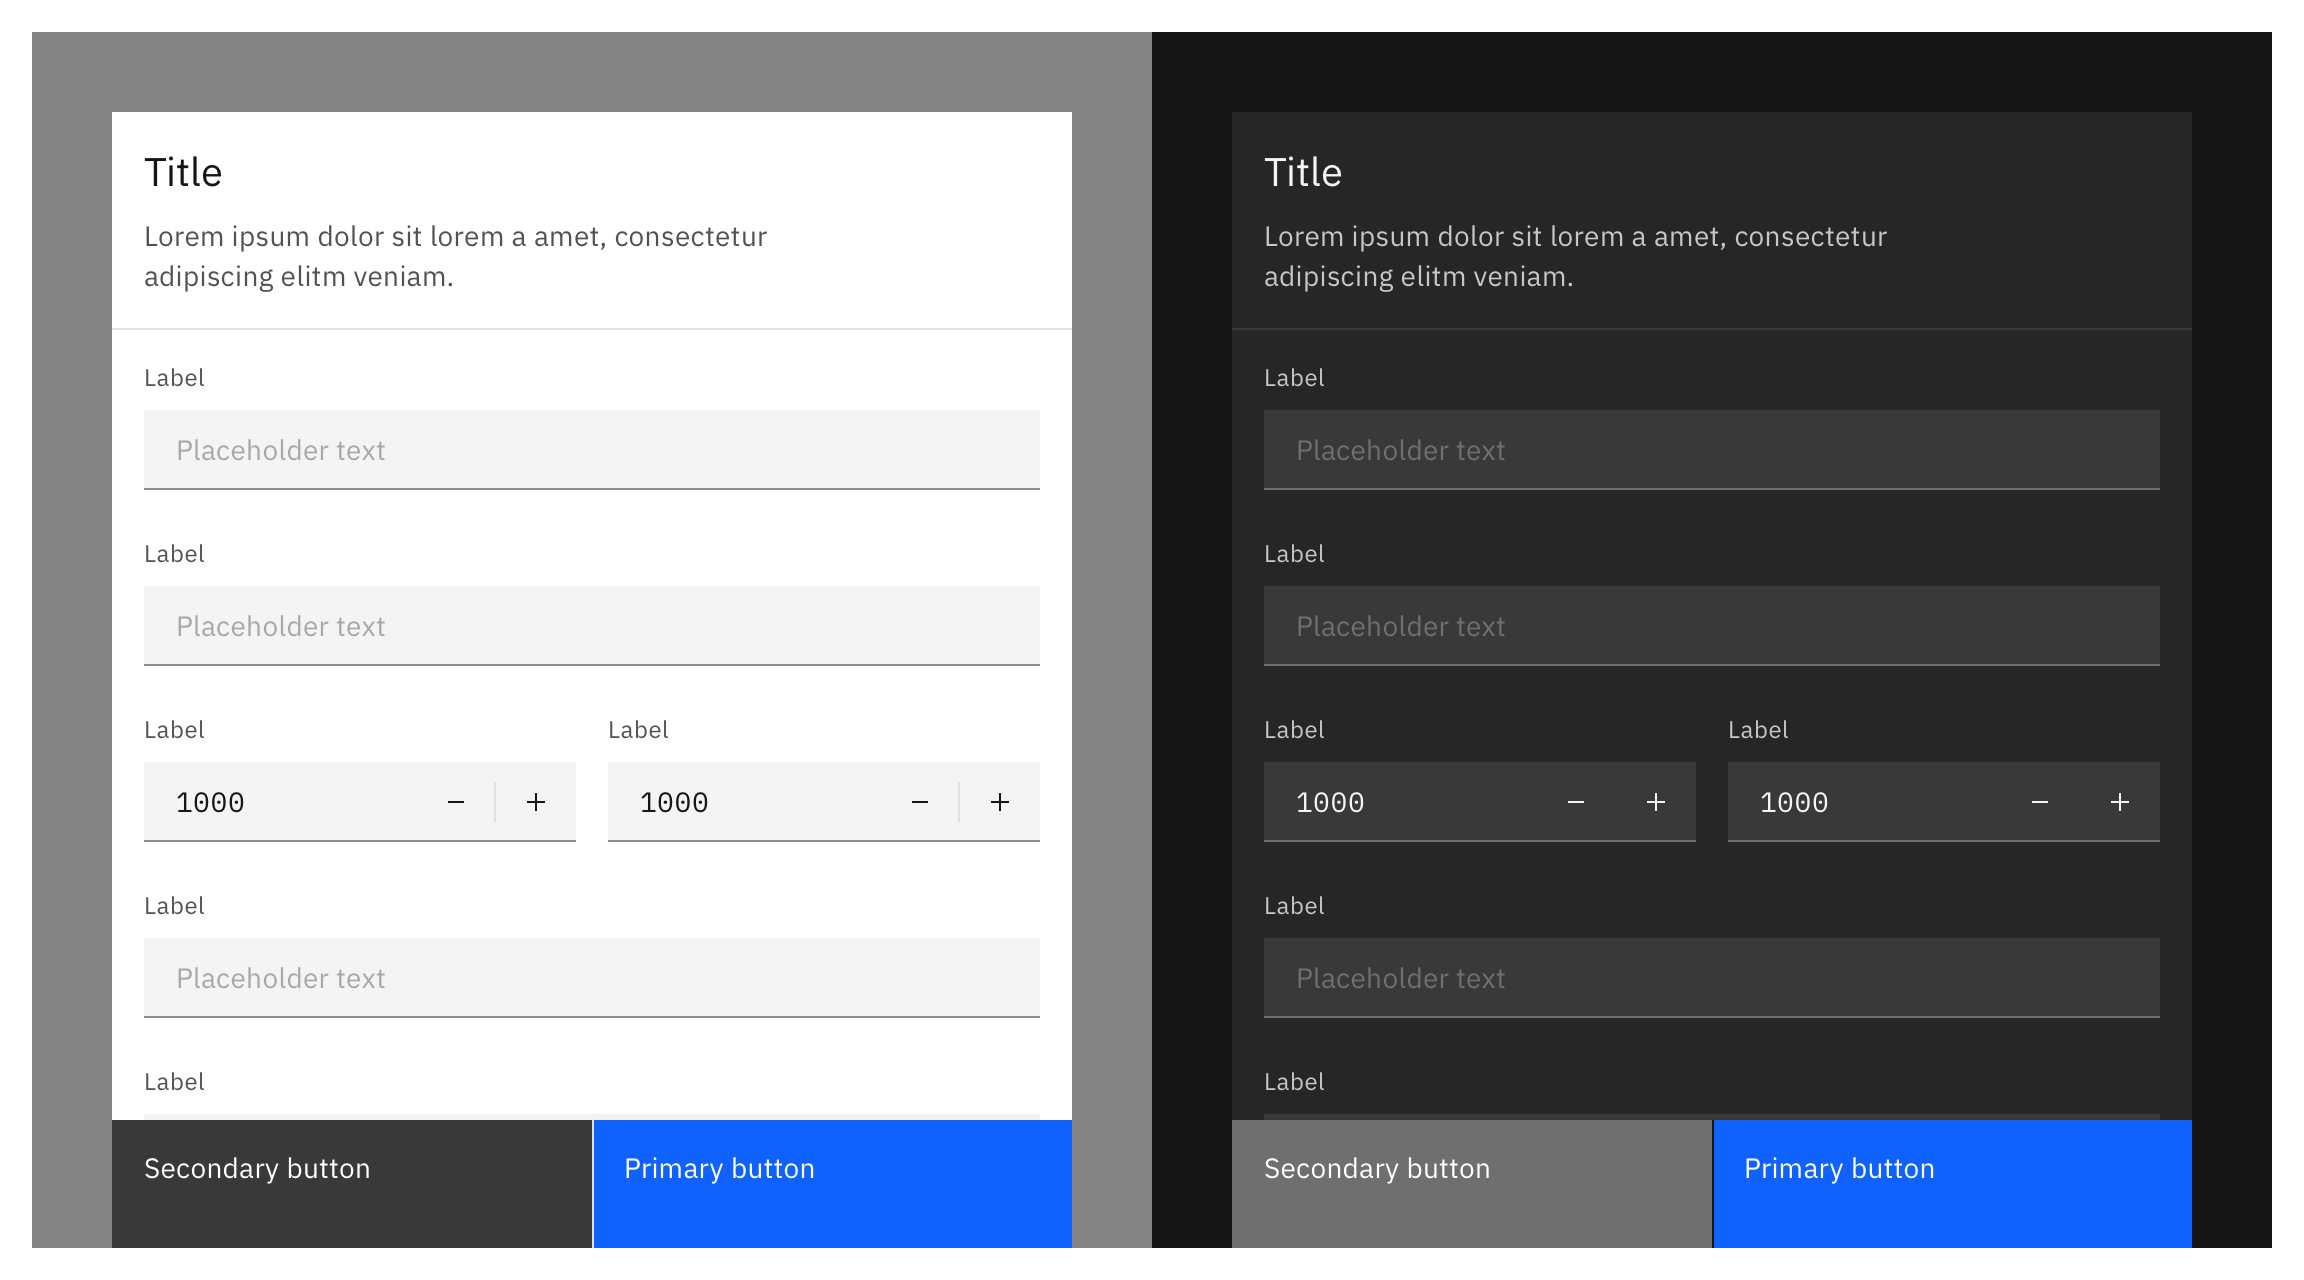 Title
Lorem ipsum dolor sit lorem a amet, consectetur
adipiscing elitm veniam.
Label
Placeholder text
Label
Placeholder text
Label Label
1000 − + 1000 − +
Label
Placeholder text
Label
Secondary button Primary button
Title
Lorem ipsum dolor sit lorem a amet, consectetur
adipiscing elitm veniam.
Label
Placeholder text
Label
Placeholder text
Label Label
1000 − + 1000 − +
Label
Placeholder text
Label
Secondary button Primary button